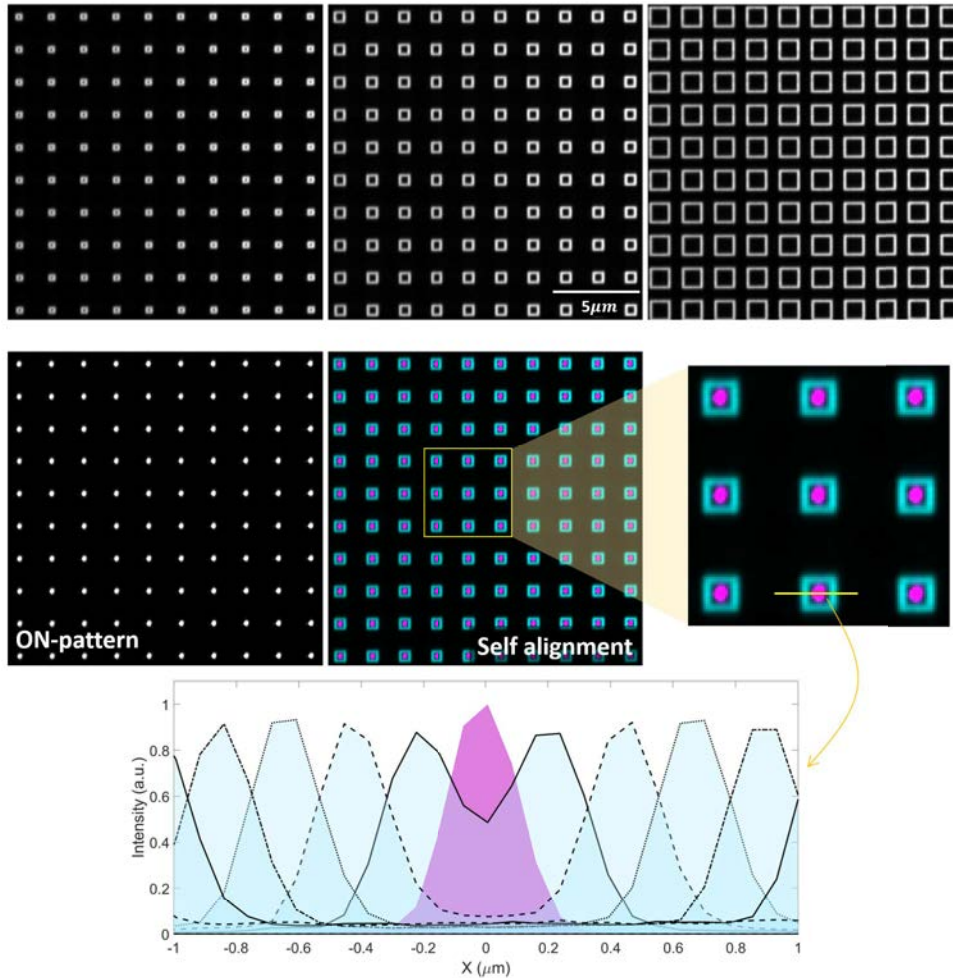 5μm
ON-pattern
Self alignment
1
0.8
0.6
0.4
0.2
0
Intensity (a.u.)
-1 -0.8 -0.6 -0.4 -0.2 0 0.2 0.4 0.6 0.8 1
X (μm)